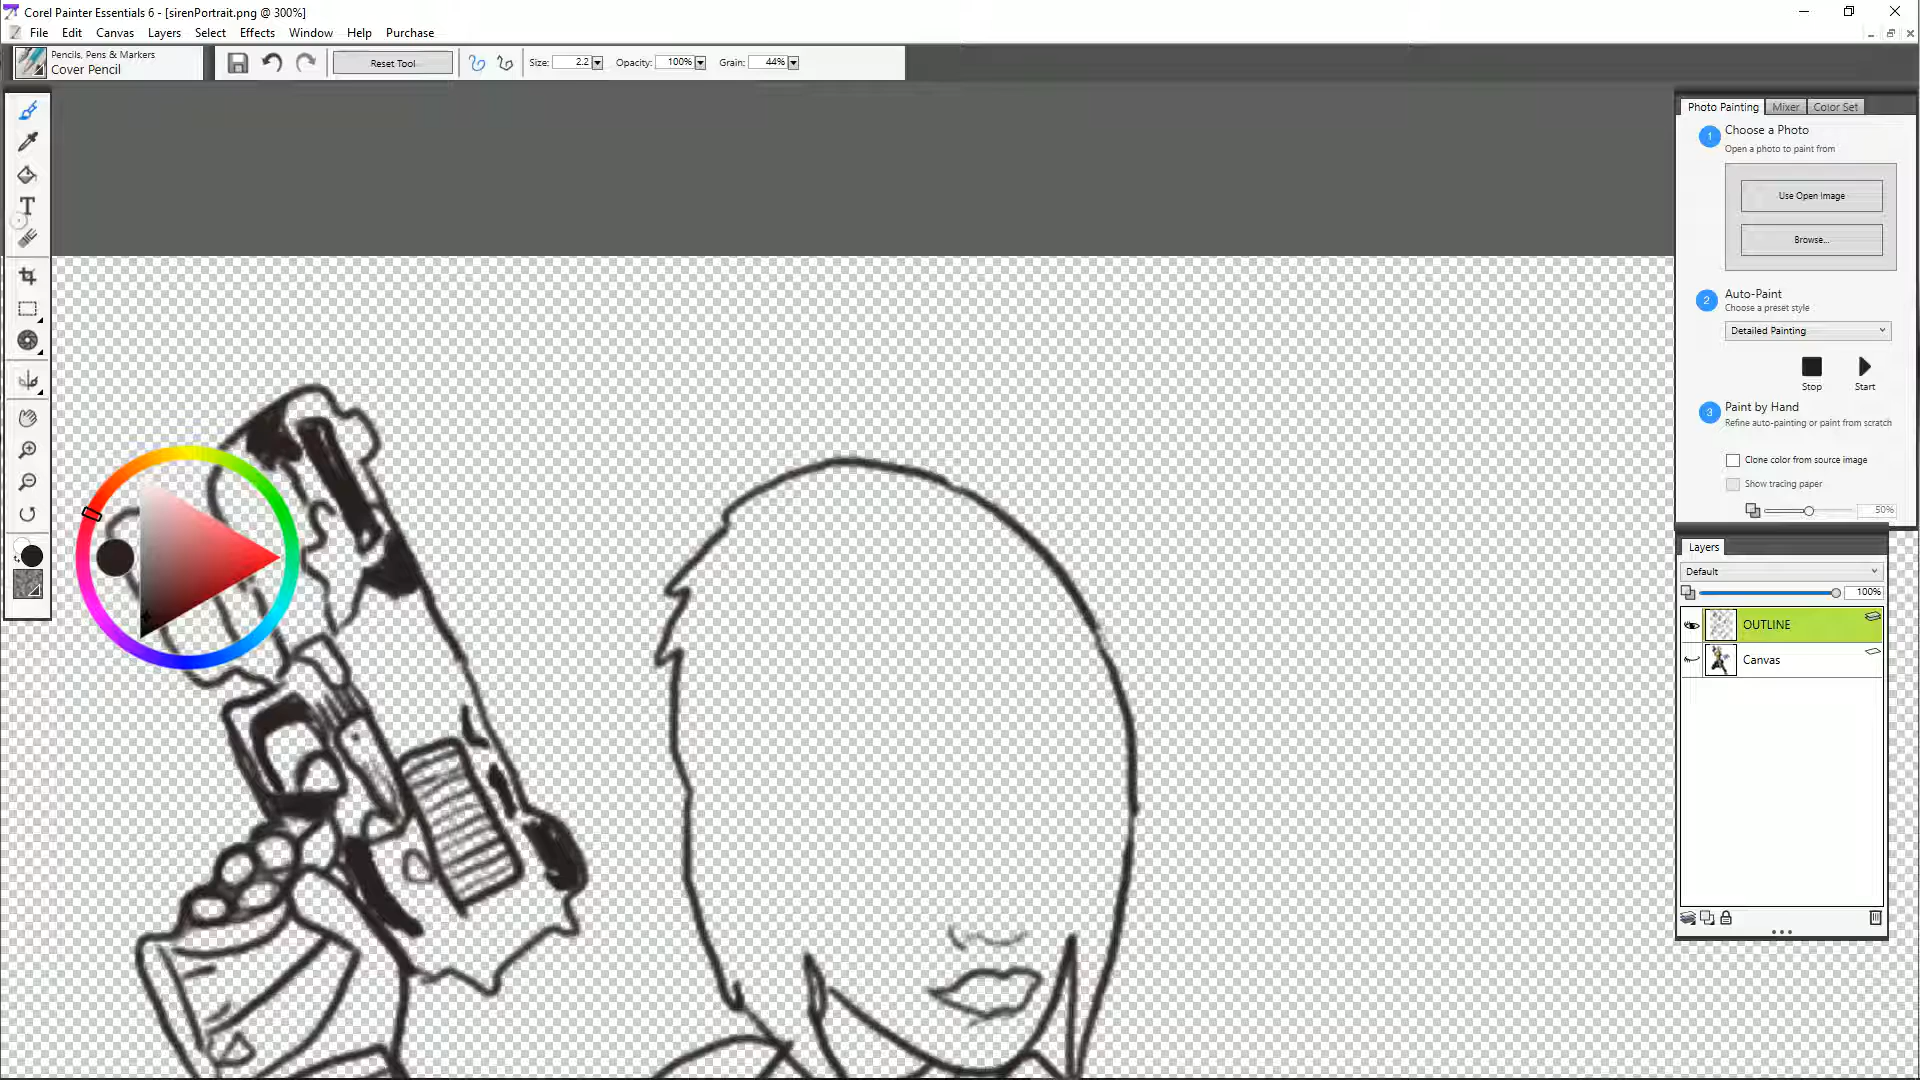 Corel Painter Essentials 6 - [sirenPortrait.png @ 300%]
File Edit Canvas Layers Select Effects Window Help Purchase
Pencils, Pens & Markers
Cover Pencil
Reset Tool
Size: 2.2
Opacity: 100%
Grain: 44%
Photo Painting Mixer Color Set
1 Choose a Photo
Open a photo to paint from
Use Open Image
Browse...
2 Auto-Paint
Choose a preset style
Detailed Painting
Stop Start
3 Paint by Hand
Refine auto-painting or paint from scratch
Clone color from source image
Show tracing paper
50%
Layers
Default
100%
OUTLINE
Canvas